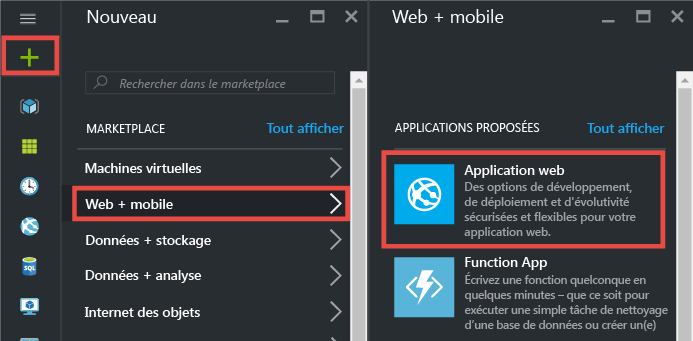 Nouveau
Rechercher dans le marketplace
MARKETPLACE
Tout afficher
Machines virtuelles
Web + mobile
Données + stockage
Données + analyse
Internet des objets
SQL
Web + mobile
APPLICATIONS PROPOSÉES
Tout afficher
Application web
Des options de développement,
de déploiement et d'évolutivité
sécurisées et flexibles pour votre
application web.
Function App
Écrivez une fonction quelconque en
quelques minutes – que ce soit pour
exécuter une simple tâche de nettoyage
d'une base de données ou créer un(e)